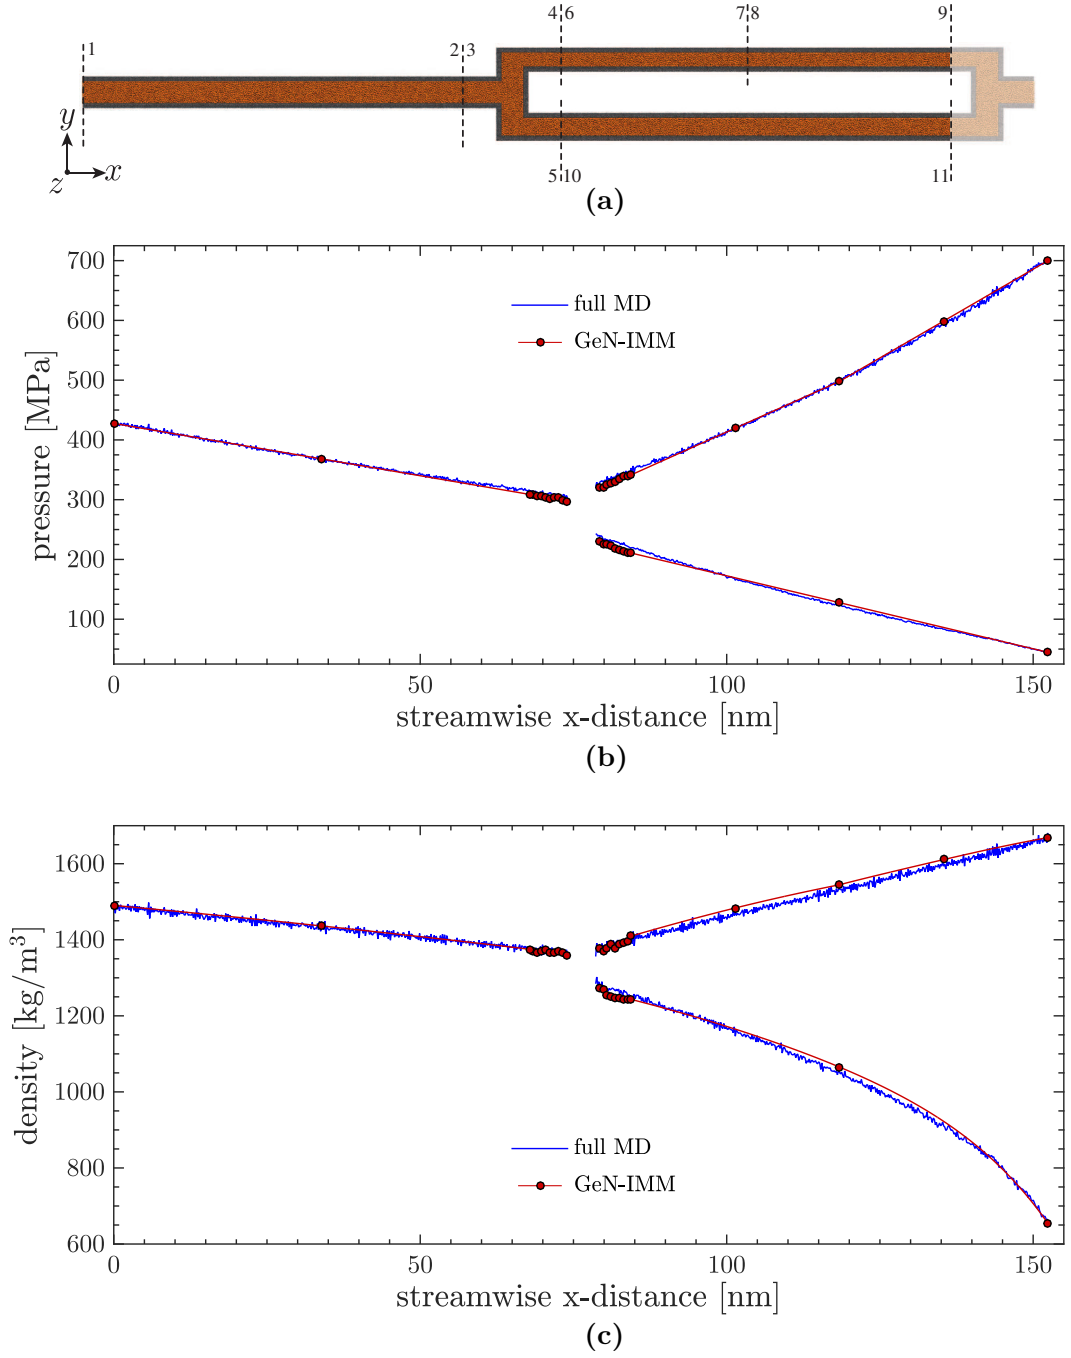 1
2 3
4 6
7 8
9
y
z
x
5 10
11
(a)
700
600
500
400
300
200
100
pressure [MPa]
full MD
GeN-IMM
0
50
100
150
streamwise x-distance [nm]
(b)
1600
1400
1200
1000
800
600
density [kg/m³]
full MD
GeN-IMM
0
50
100
150
streamwise x-distance [nm]
(c)